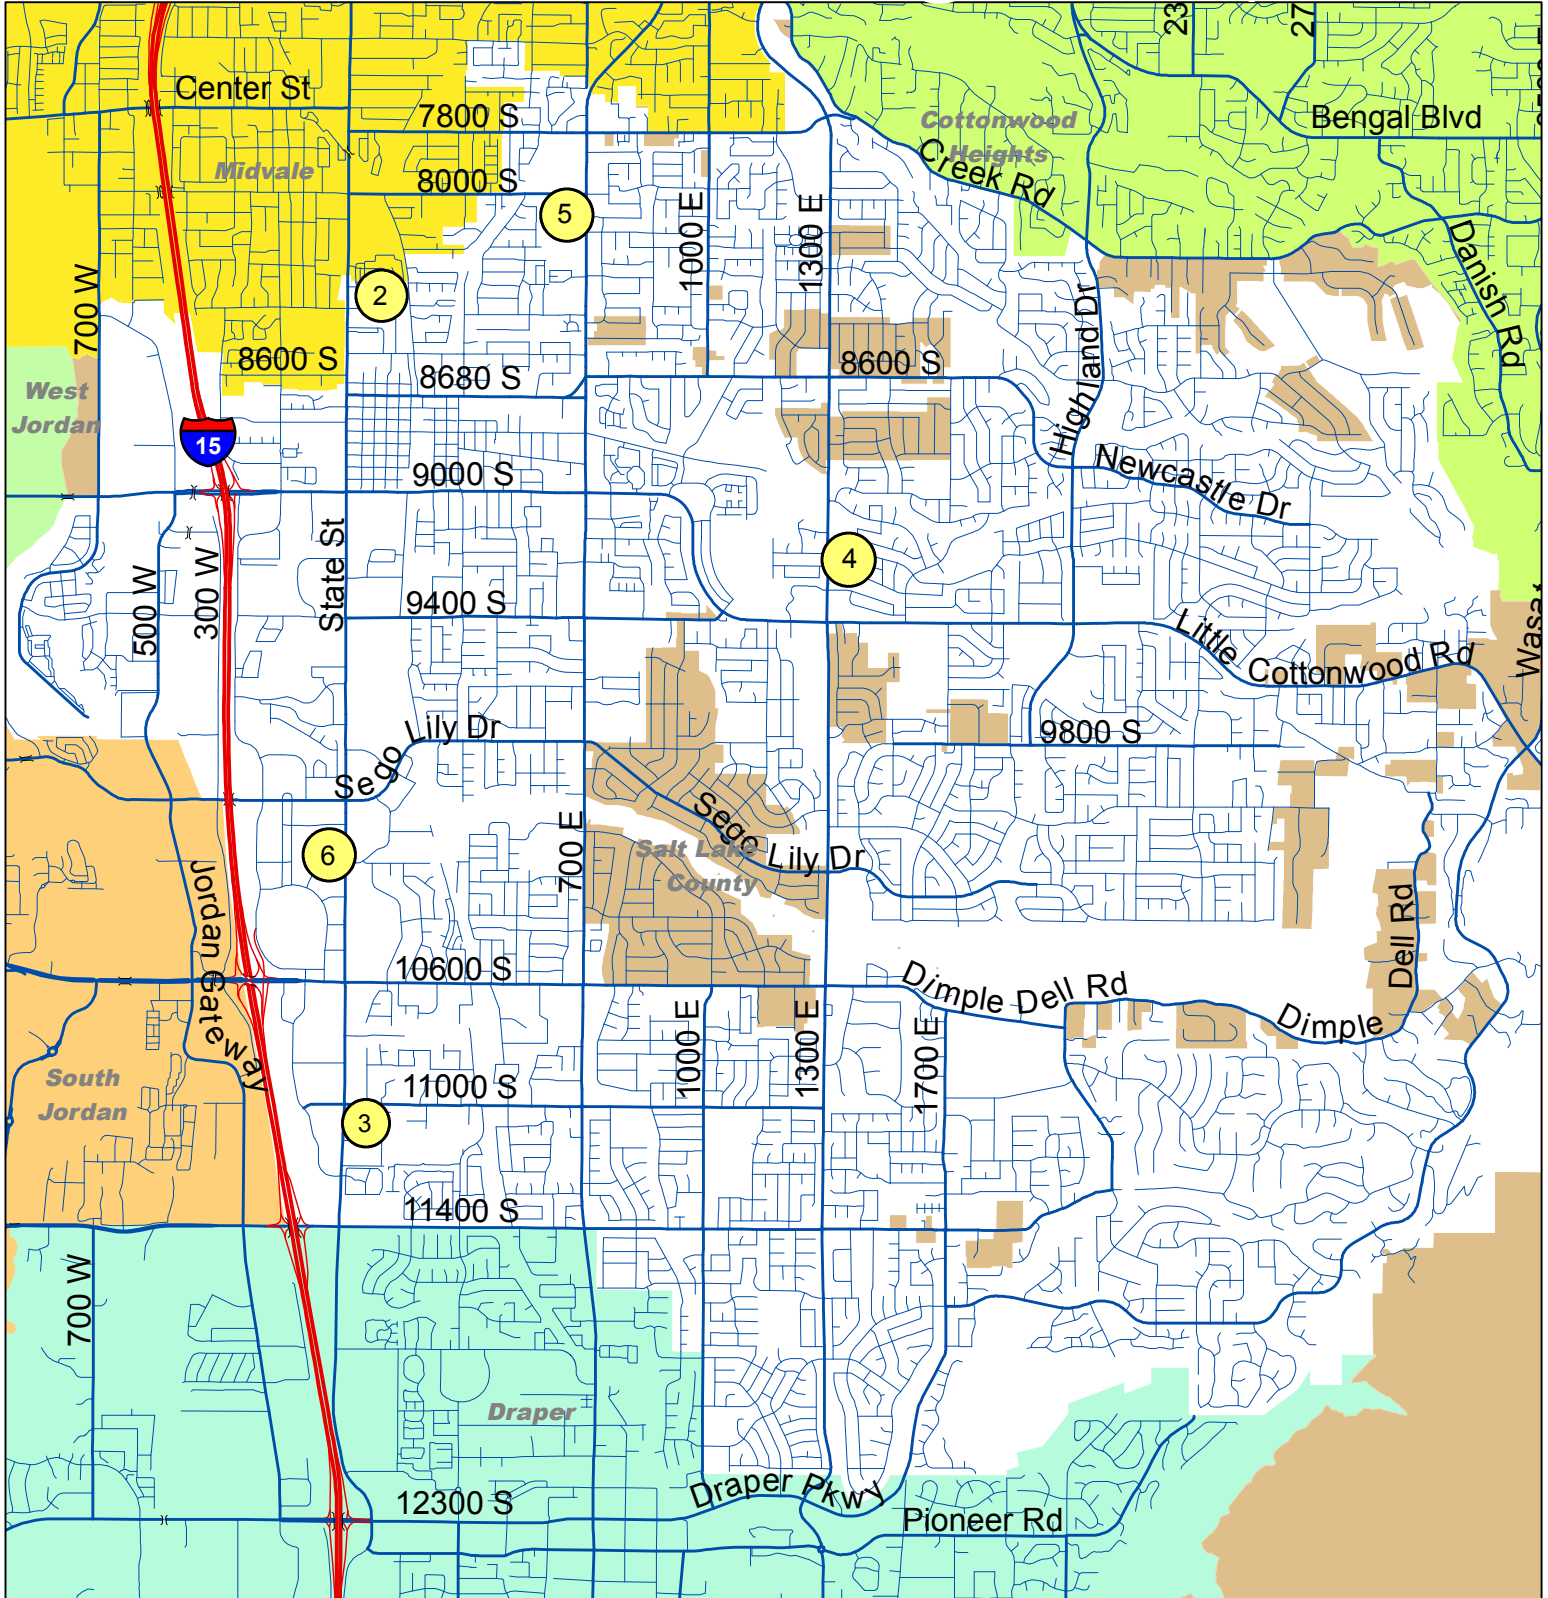 23
27
Center St
7800 S
Bengal Blvd
Cottonwood
Heights
Creek Rd
Midvale
8000 S
5
1000 E
1300 E
Danish Rd
700 W
2
Highland Dr
8600 S
8680 S
8600 S
West
Jordan
15
9000 S
Newcastle Dr
State St
300 W
500 W
4
9400 S
Little Cottonwood Rd
Wasat
Sego Lily Dr
9800 S
6
700 E
Sego Lily Dr
Salt Lake
County
Jordan Gateway
Dell Rd
10600 S
Dimple Dell Rd
Dimple
1000 E
1300 E
1700 E
South
Jordan
11000 S
3
11400 S
700 W
Draper
12300 S
Draper Pkwy
Pioneer Rd